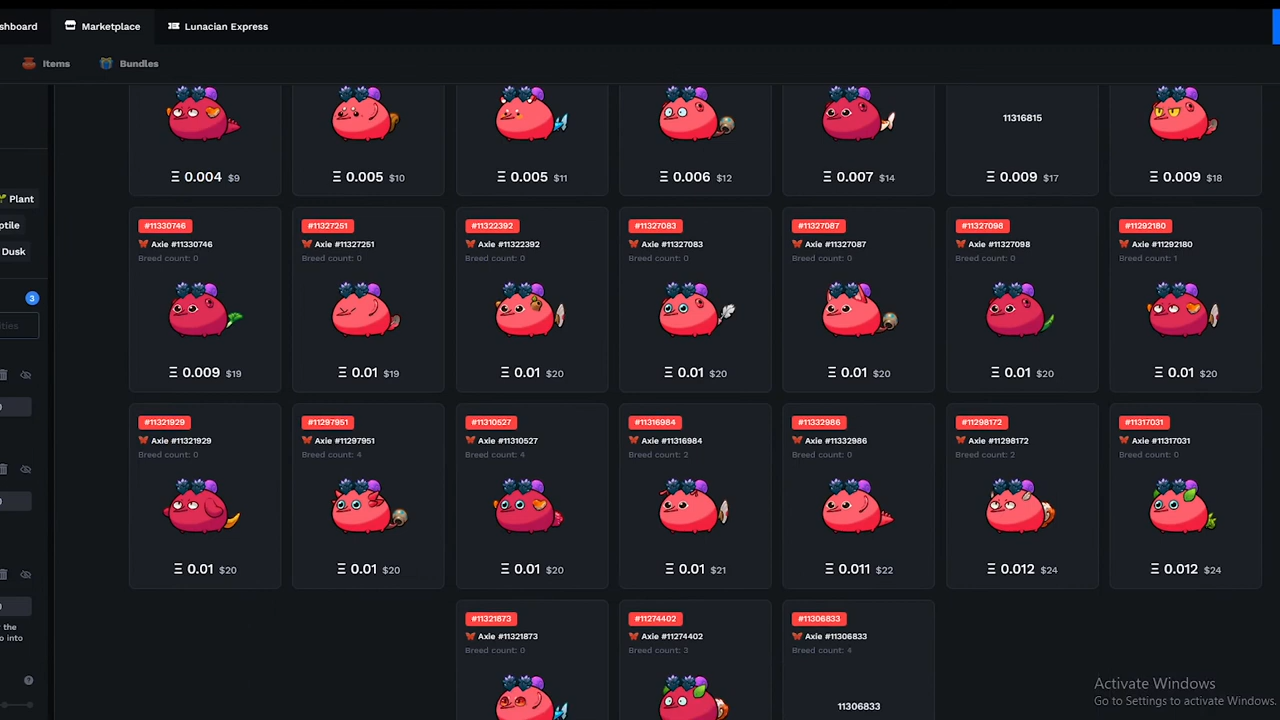 shboard Marketplace Lunacian Express
Items Bundles
11316815
Ξ 0.004 $9 Ξ 0.005 $10 Ξ 0.005 $11 Ξ 0.006 $12 Ξ 0.007 $14 Ξ 0.009 $17 Ξ 0.009 $18
Plant
ptile
Dusk
3
ities
0
0
0
r the
o into
#11330746 #11327251 #11322392 #11327083 #11327087 #11327098 #11292180
Axie #11330746 Axie #11327251 Axie #11322392 Axie #11327083 Axie #11327087 Axie #11327098 Axie #11292180
Breed count: 0 Breed count: 0 Breed count: 0 Breed count: 0 Breed count: 0 Breed count: 0 Breed count: 1
Ξ 0.009 $19 Ξ 0.01 $19 Ξ 0.01 $20 Ξ 0.01 $20 Ξ 0.01 $20 Ξ 0.01 $20 Ξ 0.01 $20
#11321929 #11297951 #11310527 #11316984 #11332986 #11298172 #11317031
Axie #11321929 Axie #11297951 Axie #11310527 Axie #11316984 Axie #11332986 Axie #11298172 Axie #11317031
Breed count: 0 Breed count: 4 Breed count: 4 Breed count: 2 Breed count: 0 Breed count: 2 Breed count: 0
Ξ 0.01 $20 Ξ 0.01 $20 Ξ 0.01 $20 Ξ 0.01 $21 Ξ 0.011 $22 Ξ 0.012 $24 Ξ 0.012 $24
#11321873 #11274402 #11306833
Axie #11321873 Axie #11274402 Axie #11306833
Breed count: 0 Breed count: 3 Breed count: 4
11306833
Activate Windows
Go to Settings to activate Windows.